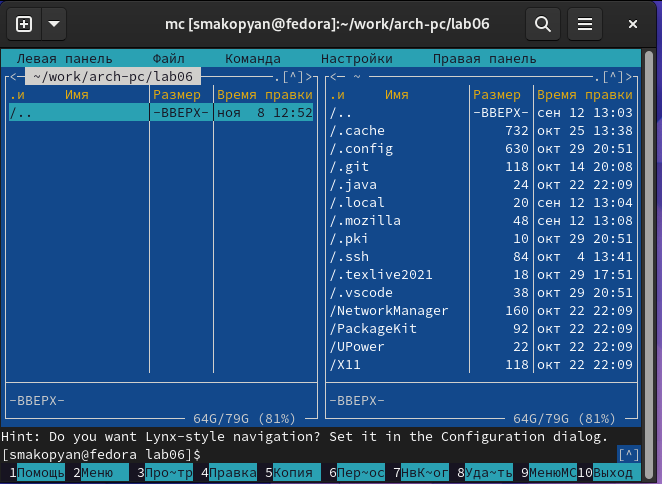 mc [smakopyan@fedora]:~/work/arch-pc/lab06
Левая панель Файл Команда Настройки Правая панель
<─ ~/work/arch-pc/lab06 .[^]>
.и Имя Размер Время правки
/.. -ВВЕРХ- ноя 8 12:52
-ВВЕРХ-
64G/79G (81%)
<─ ~ .[^]>
.и Имя Размер Время правки
/.. -ВВЕРХ- сен 12 13:03
/.cache 732 окт 25 13:38
/.config 630 окт 29 20:51
/.git 118 окт 14 20:08
/.java 24 окт 22 22:09
/.local 20 сен 12 13:04
/.mozilla 48 сен 12 13:08
/.pki 10 окт 29 20:51
/.ssh 84 окт 4 13:41
/.texlive2021 18 окт 29 17:51
/.vscode 38 окт 29 20:51
/NetworkManager 160 окт 22 22:09
/PackageKit 92 окт 22 22:09
/UPower 22 окт 22 22:09
/X11 118 окт 22 22:09
-ВВЕРХ-
64G/79G (81%)
Hint: Do you want Lynx-style navigation? Set it in the Configuration dialog.
[smakopyan@fedora lab06]$ [^]
1Помощь 2Меню 3Про~тр 4Правка 5Копия 6Пер~ос 7НвК~ог 8Уда~ть 9МенюМС 10Выход